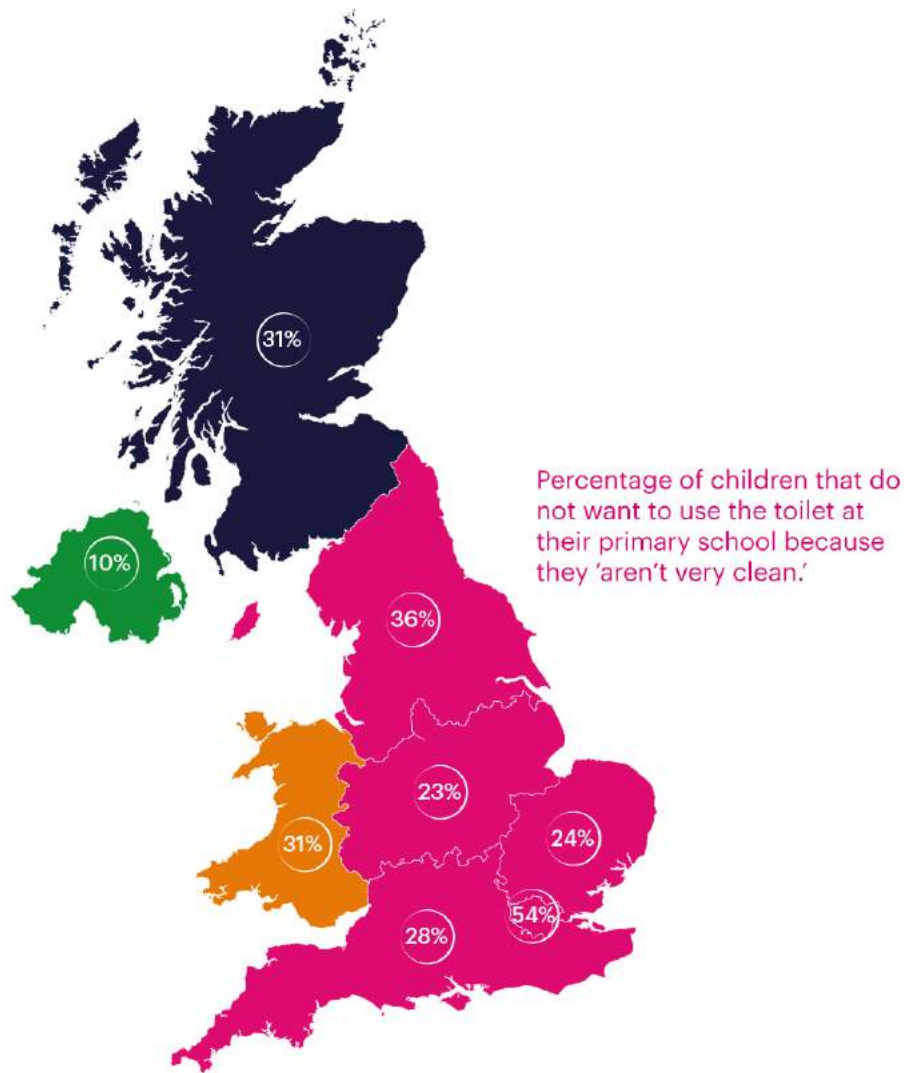 31%
Percentage of children that do
not want to use the toilet at
their primary school because
they ‘aren’t very clean.’
10%
36%
23%
24%
31%
54%
28%